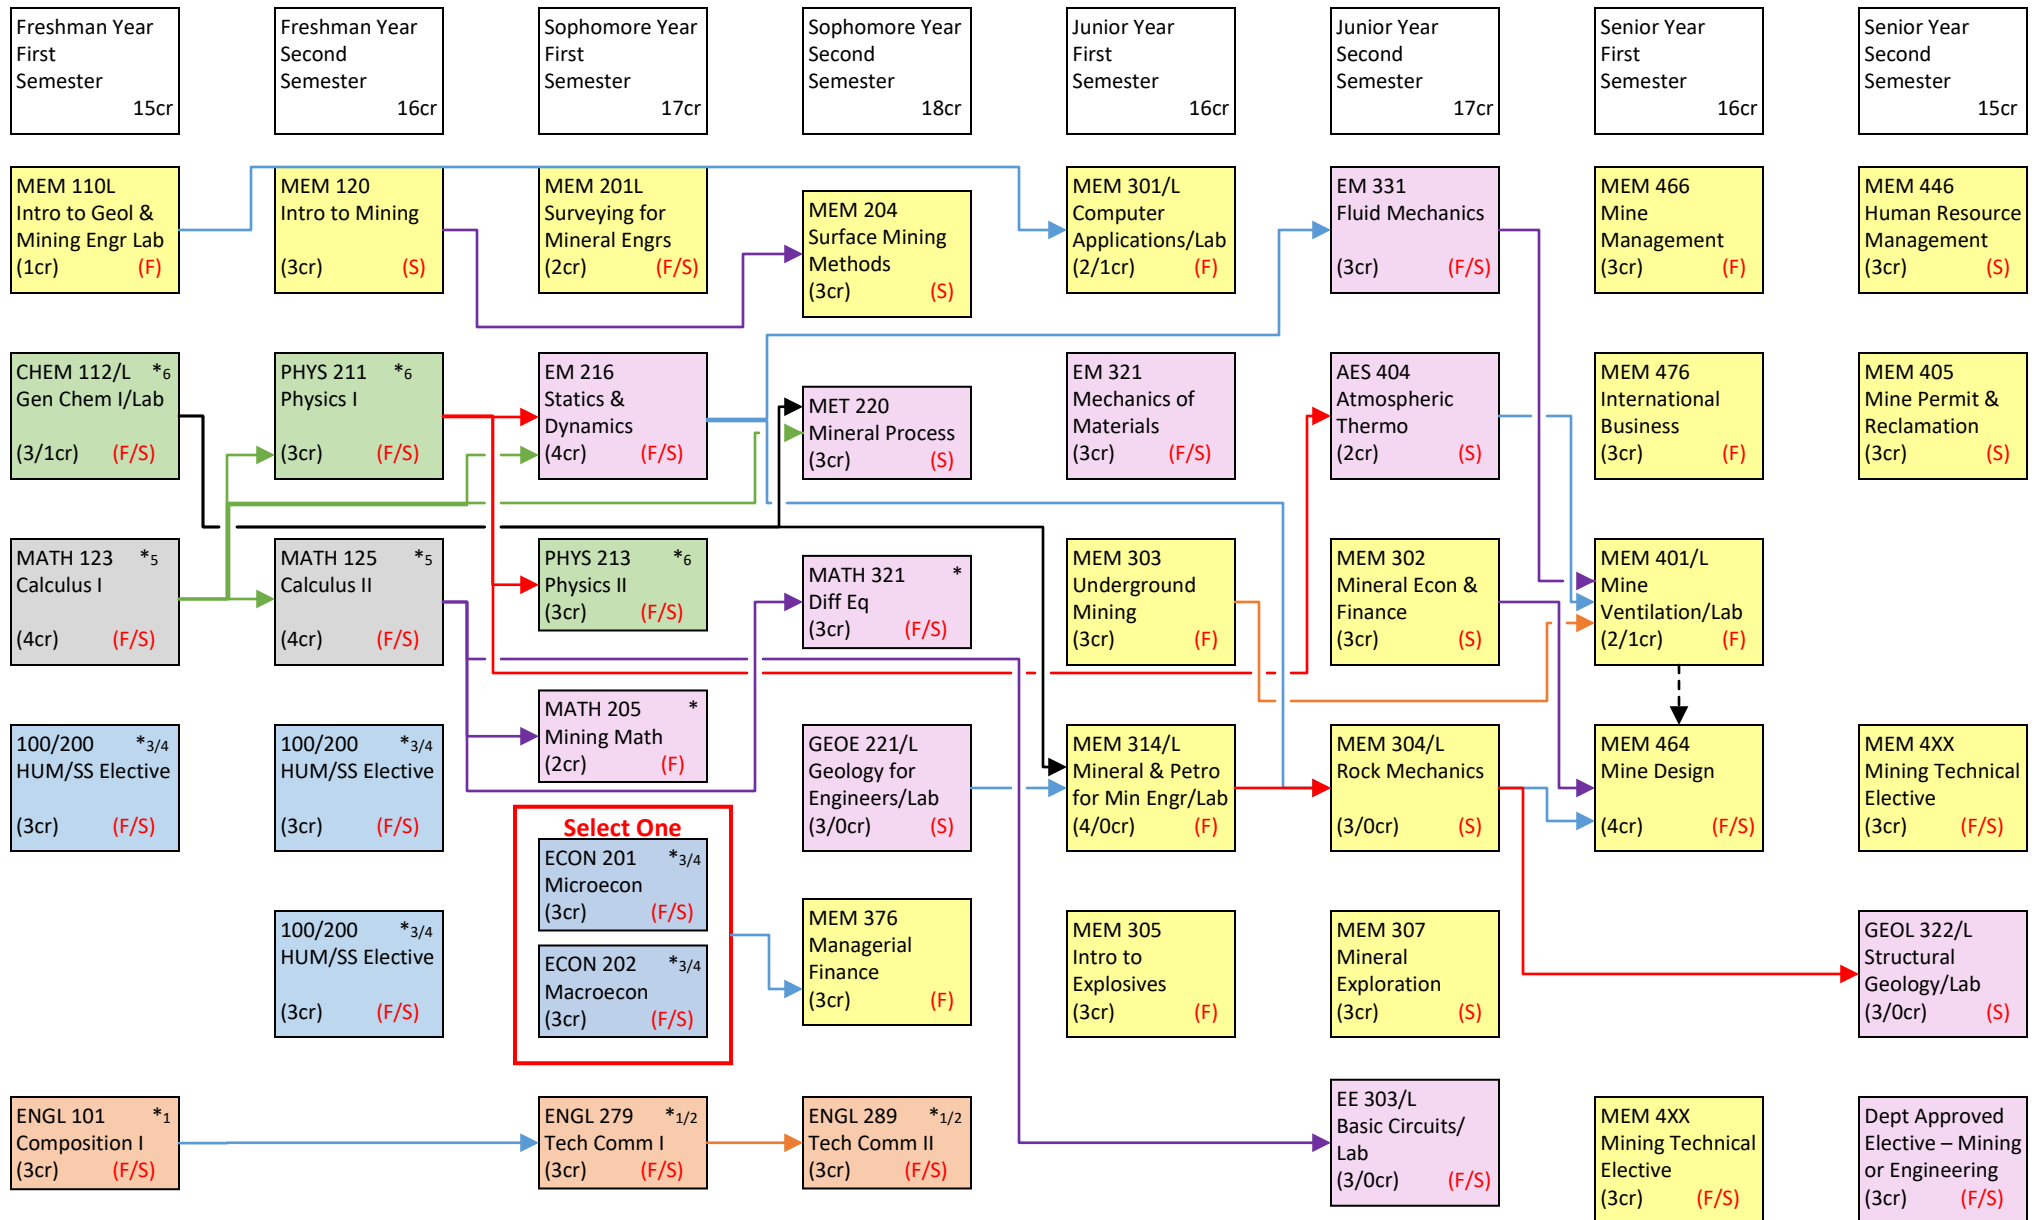 Freshman Year
First
Semester
15cr
Freshman Year
Second
Semester
16cr
Sophomore Year
First
Semester
17cr
Sophomore Year
Second
Semester
18cr
Junior Year
First
Semester
16cr
Junior Year
Second
Semester
17cr
Senior Year
First
Semester
16cr
Senior Year
Second
Semester
15cr
MEM 110L
Intro to Geol &
Mining Engr Lab
(1cr) (F)
MEM 120
Intro to Mining
(3cr) (S)
MEM 201L
Surveying for
Mineral Engrs
(2cr) (F/S)
MEM 204
Surface Mining
Methods
(3cr) (S)
MEM 301/L
Computer
Applications/Lab
(2/1cr) (F)
EM 331
Fluid Mechanics
(3cr) (F/S)
MEM 466
Mine
Management
(3cr) (F)
MEM 446
Human Resource
Management
(3cr) (S)
CHEM 112/L *6
Gen Chem I/Lab
(3/1cr) (F/S)
PHYS 211 *6
Physics I
(3cr) (F/S)
EM 216
Statics &
Dynamics
(4cr) (F/S)
MET 220
Mineral Process
(3cr) (S)
EM 321
Mechanics of
Materials
(3cr) (F/S)
AES 404
Atmospheric
Thermo
(2cr) (S)
MEM 476
International
Business
(3cr) (F)
MEM 405
Mine Permit &
Reclamation
(3cr) (S)
MATH 123 *5
Calculus I
(4cr) (F/S)
MATH 125 *5
Calculus II
(4cr) (F/S)
PHYS 213 *6
Physics II
(3cr) (F/S)
MATH 321 *
Diff Eq
(3cr) (F/S)
MEM 303
Underground
Mining
(3cr) (F)
MEM 302
Mineral Econ &
Finance
(3cr) (S)
MEM 401/L
Mine
Ventilation/Lab
(2/1cr) (F)
MATH 205 *
Mining Math
(2cr) (F)
100/200 *3/4
HUM/SS Elective
(3cr) (F/S)
100/200 *3/4
HUM/SS Elective
(3cr) (F/S)
GEOE 221/L
Geology for
Engineers/Lab
(3/0cr) (S)
MEM 314/L
Mineral & Petro
for Min Engr/Lab
(4/0cr) (F)
MEM 304/L
Rock Mechanics
(3/0cr) (S)
MEM 464
Mine Design
(4cr) (F/S)
MEM 4XX
Mining Technical
Elective
(3cr) (F/S)
Select One
ECON 201 *3/4
Microecon
(3cr) (F/S)
ECON 202 *3/4
Macroecon
(3cr) (F/S)
100/200 *3/4
HUM/SS Elective
(3cr) (F/S)
MEM 376
Managerial
Finance
(3cr) (F)
MEM 305
Intro to
Explosives
(3cr) (F)
MEM 307
Mineral
Exploration
(3cr) (S)
GEOL 322/L
Structural
Geology/Lab
(3/0cr) (S)
ENGL 101 *1
Composition I
(3cr) (F/S)
ENGL 279 *1/2
Tech Comm I
(3cr) (F/S)
ENGL 289 *1/2
Tech Comm II
(3cr) (F/S)
EE 303/L
Basic Circuits/
Lab
(3/0cr) (F/S)
MEM 4XX
Mining Technical
Elective
(3cr) (F/S)
Dept Approved
Elective – Mining
or Engineering
(3cr) (F/S)